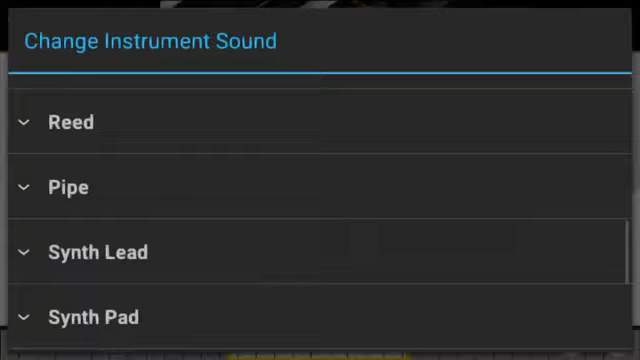 Change Instrument Sound
Reed
Pipe
Synth Lead
Synth Pad